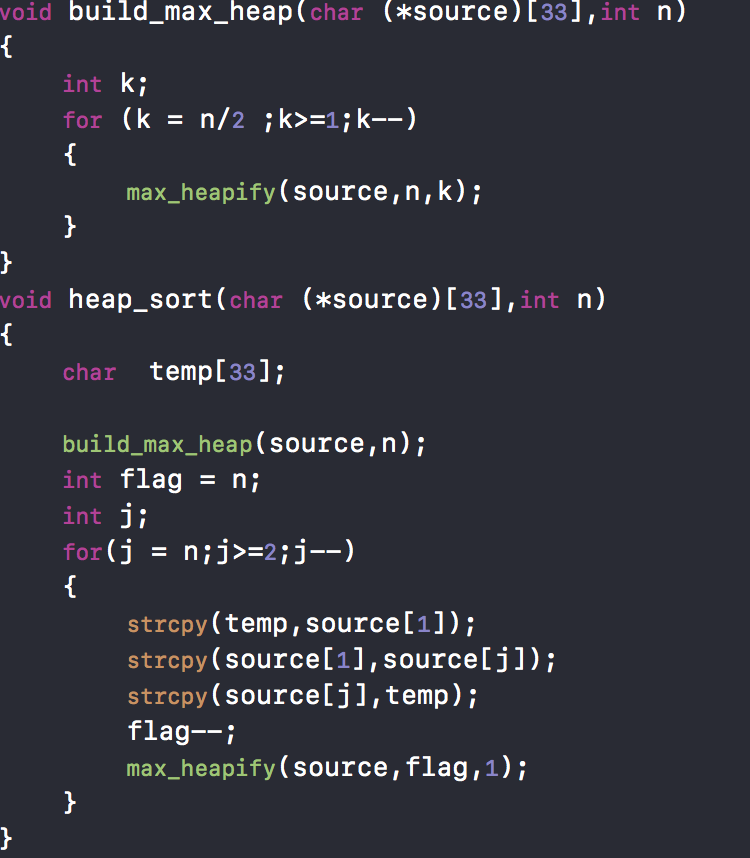 void build_max_heap(char (*source)[33],int n)
{
    int k;
    for (k = n/2 ;k>=1;k--)
    {
        max_heapify(source,n,k);
    }
}
void heap_sort(char (*source)[33],int n)
{
    char  temp[33];

    build_max_heap(source,n);
    int flag = n;
    int j;
    for(j = n;j>=2;j--)
    {
        strcpy(temp,source[1]);
        strcpy(source[1],source[j]);
        strcpy(source[j],temp);
        flag--;
        max_heapify(source,flag,1);
    }
}